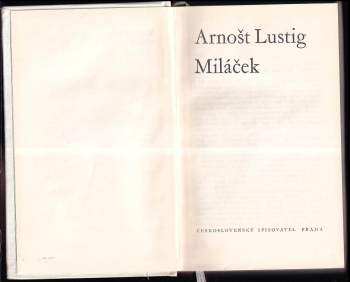 Arnošt Lustig
Miláček
ČESKOSLOVENSKÝ SPISOVATEL PRAHA